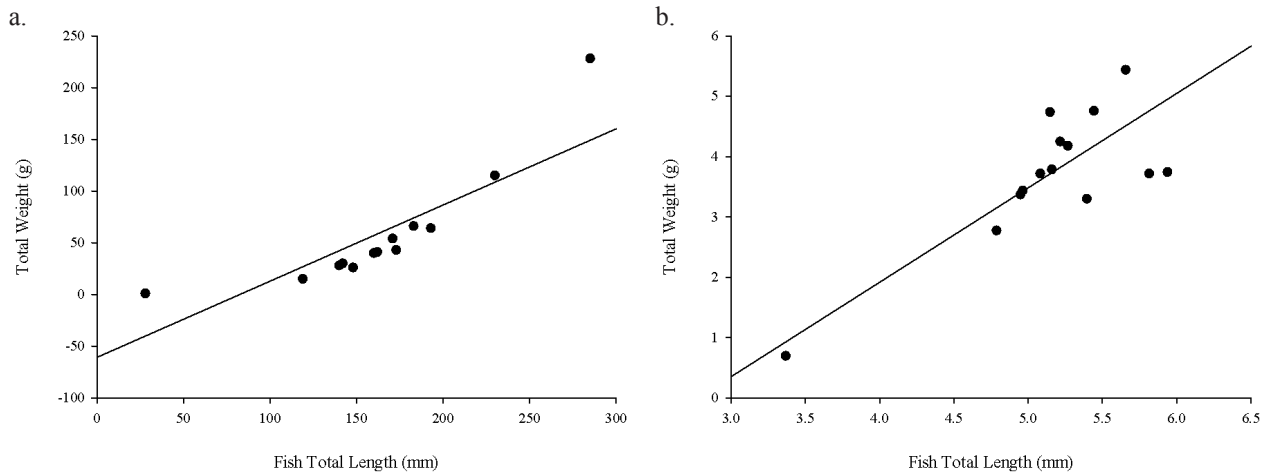 a.
250
200
150
100
50
0
-50
-100
Total Weight (g)
0 50 100 150 200 250 300
Fish Total Length (mm)
b.
6
5
4
3
2
1
0
Total Weight (g)
3.0 3.5 4.0 4.5 5.0 5.5 6.0 6.5
Fish Total Length (mm)